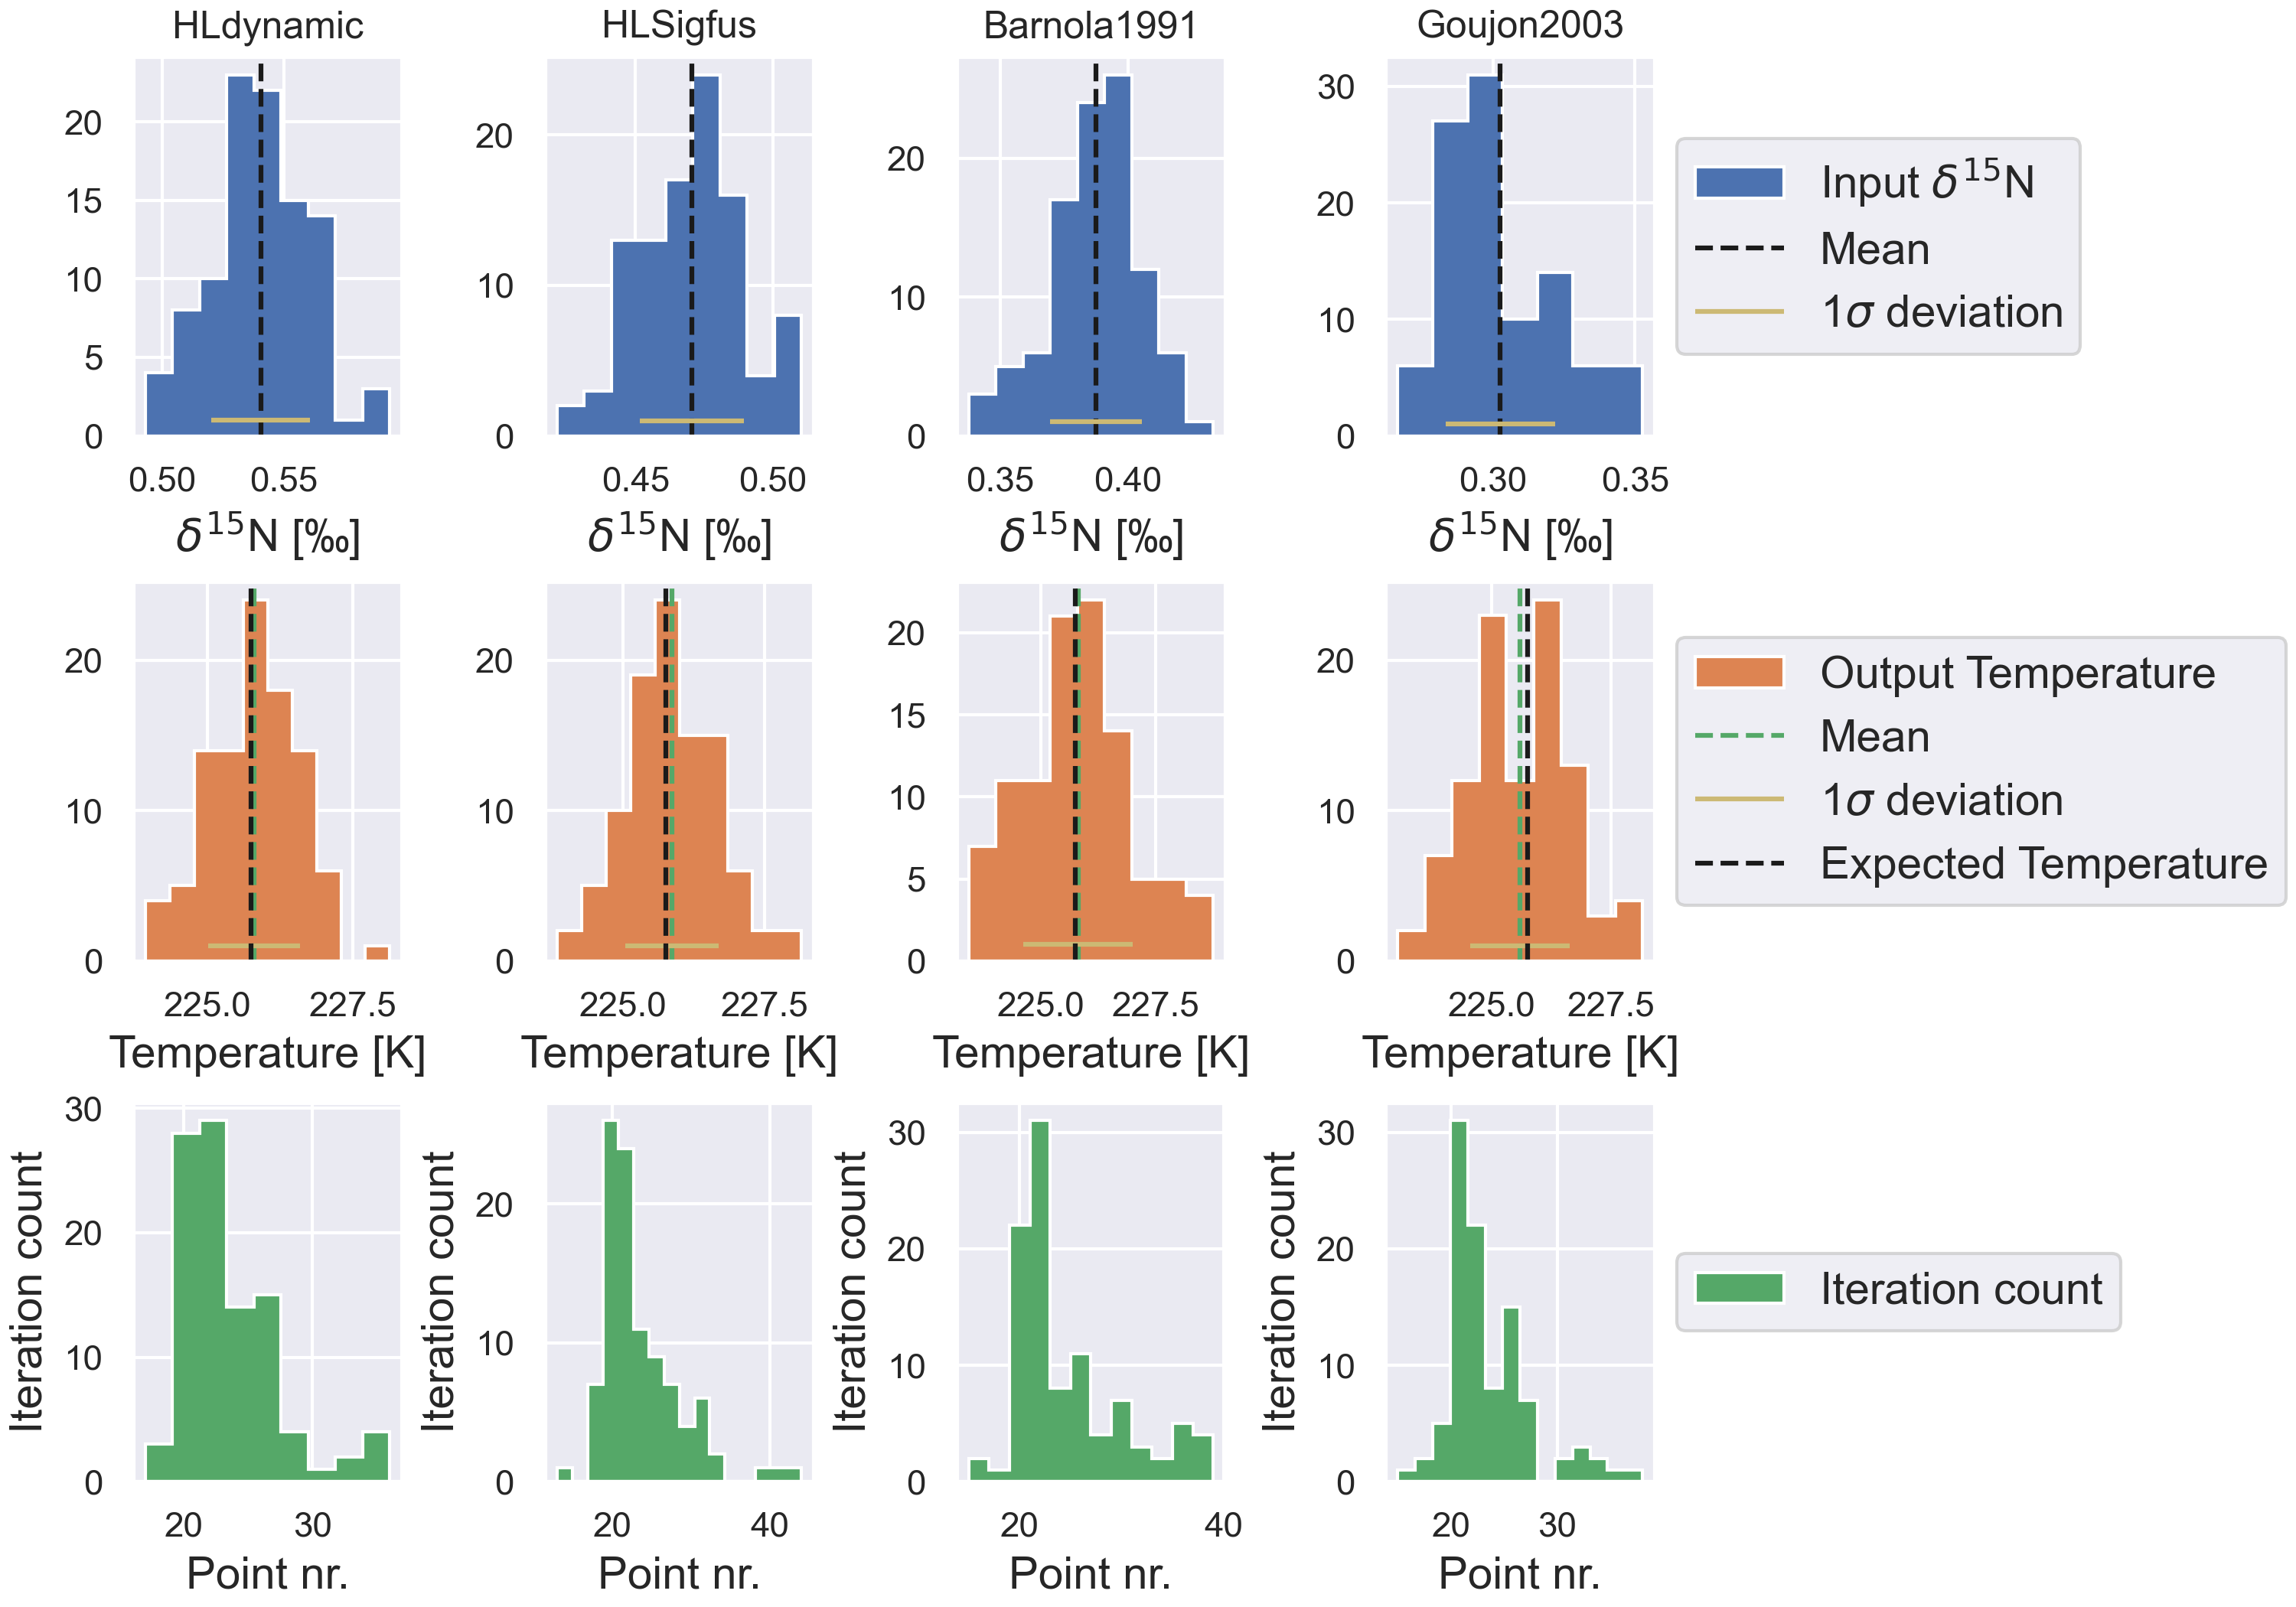 HLdynamic HLSigfus Barnola1991 Goujon2003
20
15
10
5
0
0.50 0.55
δ¹⁵N [‰]
20
10
0
0.45 0.50
δ¹⁵N [‰]
20
10
0
0.35 0.40
δ¹⁵N [‰]
30
20
10
0
0.30 0.35
δ¹⁵N [‰]
Input δ¹⁵N
Mean
1σ deviation
20
10
0
225.0 227.5
Temperature [K]
20
10
0
225.0 227.5
Temperature [K]
20
15
10
5
0
225.0 227.5
Temperature [K]
20
10
0
225.0 227.5
Temperature [K]
Output Temperature
Mean
1σ deviation
Expected Temperature
Iteration count
30
20
10
0
20 30
Point nr.
Iteration count
20
10
0
20 40
Point nr.
Iteration count
30
20
10
0
20 40
Point nr.
Iteration count
30
20
10
0
20 30
Point nr.
Iteration count